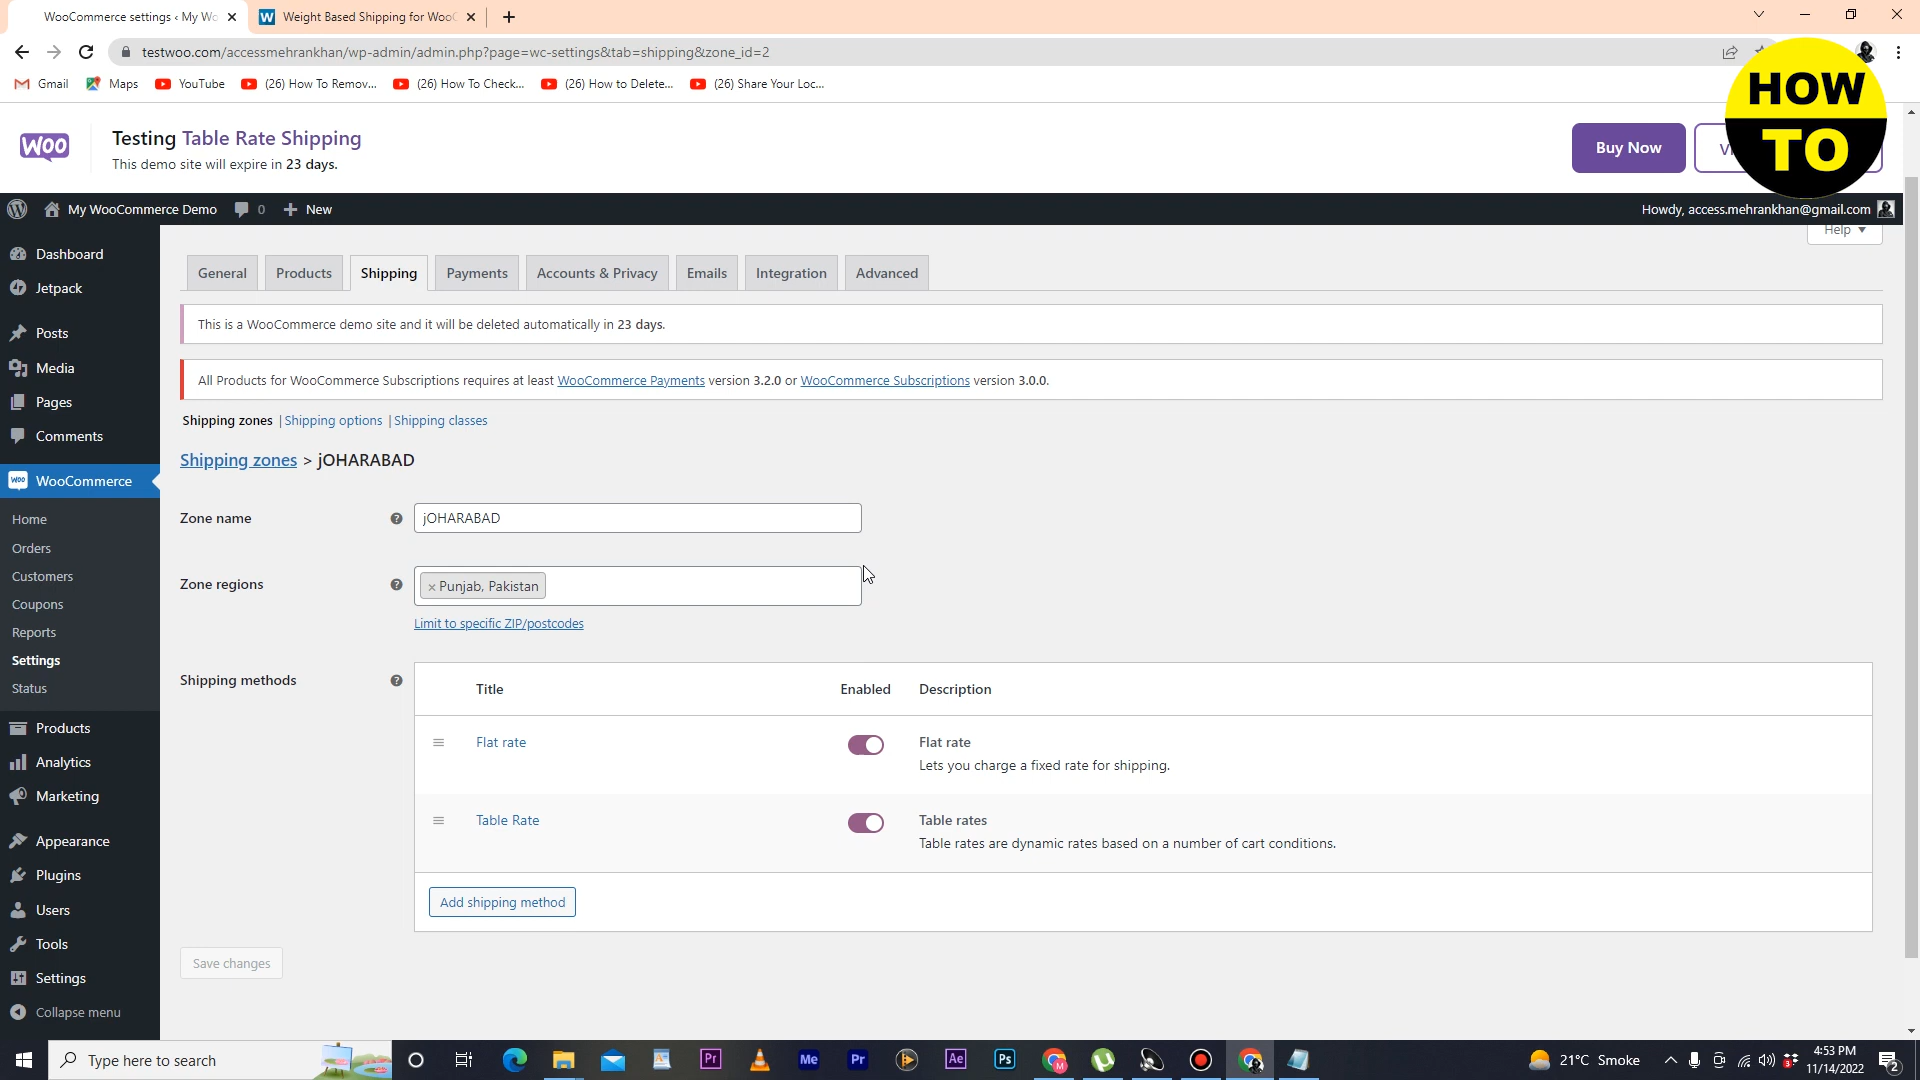 WooCommerce settings ‹ My Wo
Weight Based Shipping for WooC
testwoo.com/accessmehrankhan/wp-admin/admin.php?page=wc-settings&tab=shipping&zone_id=2
Gmail
Maps
YouTube
(26) How To Remov...
(26) How To Check...
(26) How to Delete...
(26) Share Your Loc...
HOW
TO
WOO
Testing Table Rate Shipping
This demo site will expire in 23 days.
Buy Now
My WooCommerce Demo
0
New
Howdy, access.mehrankhan@gmail.com
Help
Dashboard
Jetpack
Posts
Media
Pages
Comments
WooCommerce
Home
Orders
Customers
Coupons
Reports
Settings
Status
Products
Analytics
Marketing
Appearance
Plugins
Users
Tools
Settings
Collapse menu
General
Products
Shipping
Payments
Accounts & Privacy
Emails
Integration
Advanced
This is a WooCommerce demo site and it will be deleted automatically in 23 days.
All Products for WooCommerce Subscriptions requires at least WooCommerce Payments version 3.2.0 or WooCommerce Subscriptions version 3.0.0.
Shipping zones | Shipping options | Shipping classes
Shipping zones > jOHARABAD
Zone name
jOHARABAD
Zone regions
× Punjab, Pakistan
Limit to specific ZIP/postcodes
Shipping methods
Title
Enabled
Description
Flat rate
Flat rate
Lets you charge a fixed rate for shipping.
Table Rate
Table rates
Table rates are dynamic rates based on a number of cart conditions.
Add shipping method
Save changes
Type here to search
21°C Smoke
4:53 PM
11/14/2022
2